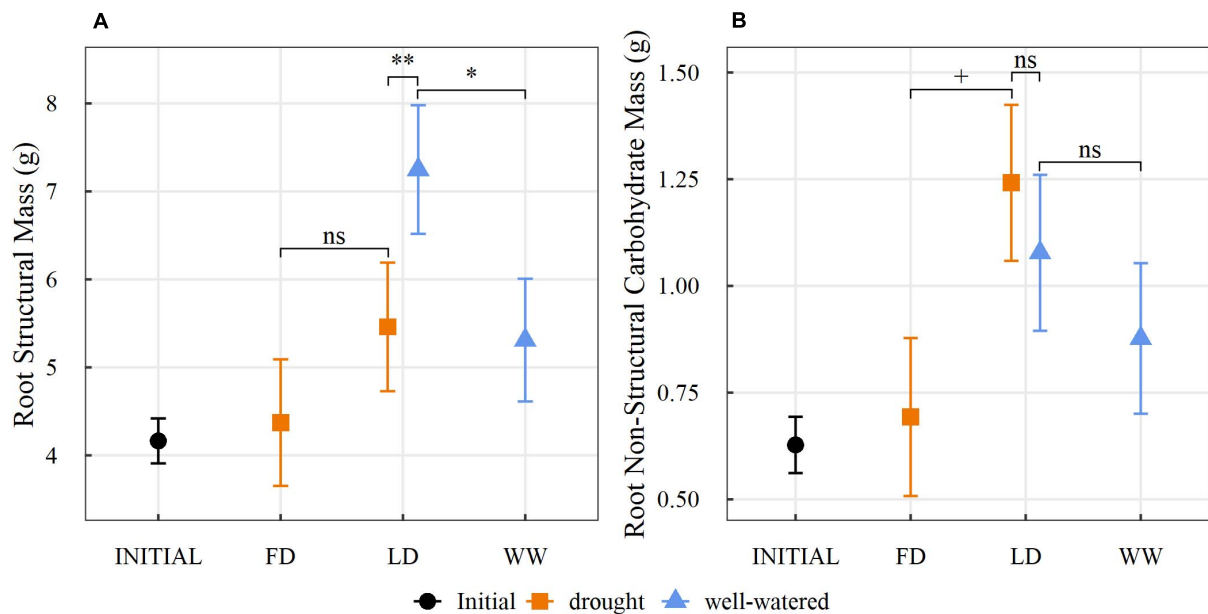 A
Root Structural Mass (g)
8
7
6
5
4
**
*
ns
INITIAL FD LD WW
B
Root Non-Structural Carbohydrate Mass (g)
1.50
1.25
1.00
0.75
0.50
ns
+
ns
INITIAL FD LD WW
Initial drought well-watered